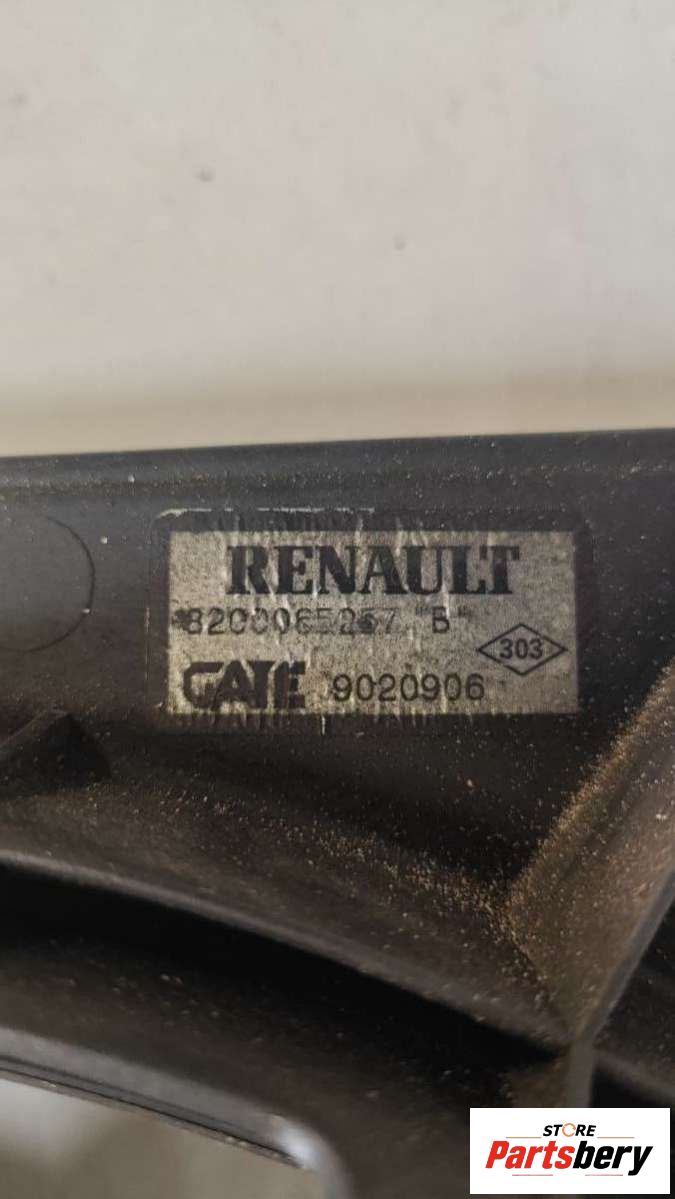 RENAULT
8200065257 "B"
303
GATE 9020906
STORE
Partsbery